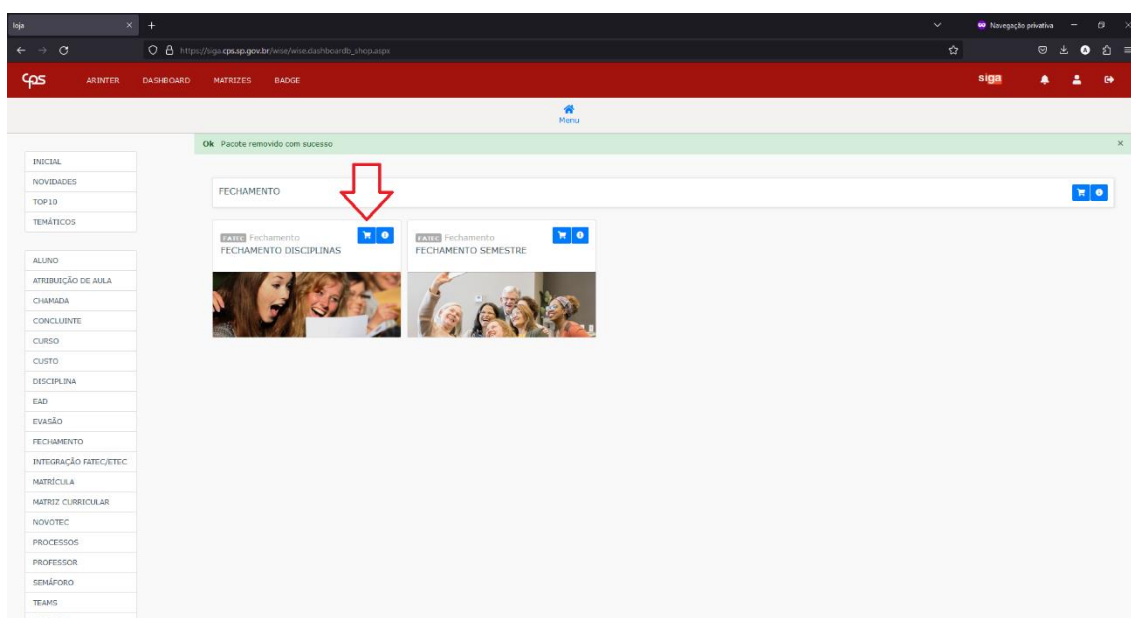 loja
Navegação privativa
https://siga.cps.sp.gov.br/wise/wise.dashboardb_shop.aspx
cps ARINTER DASHBOARD MATRIZES BADGE siga
Menu
Ok Pacote removido com sucesso
INICIAL
NOVIDADES
TOP10
TEMÁTICOS
ALUNO
ATRIBUIÇÃO DE AULA
CHAMADA
CONCLUINTE
CURSO
CUSTO
DISCIPLINA
EAD
EVASÃO
FECHAMENTO
INTEGRAÇÃO FATEC/ETEC
MATRÍCULA
MATRIZ CURRICULAR
NOVOTEC
PROCESSOS
PROFESSOR
SEMÁFORO
TEAMS
FECHAMENTO
FATEC Fechamento
FECHAMENTO DISCIPLINAS
FATEC Fechamento
FECHAMENTO SEMESTRE